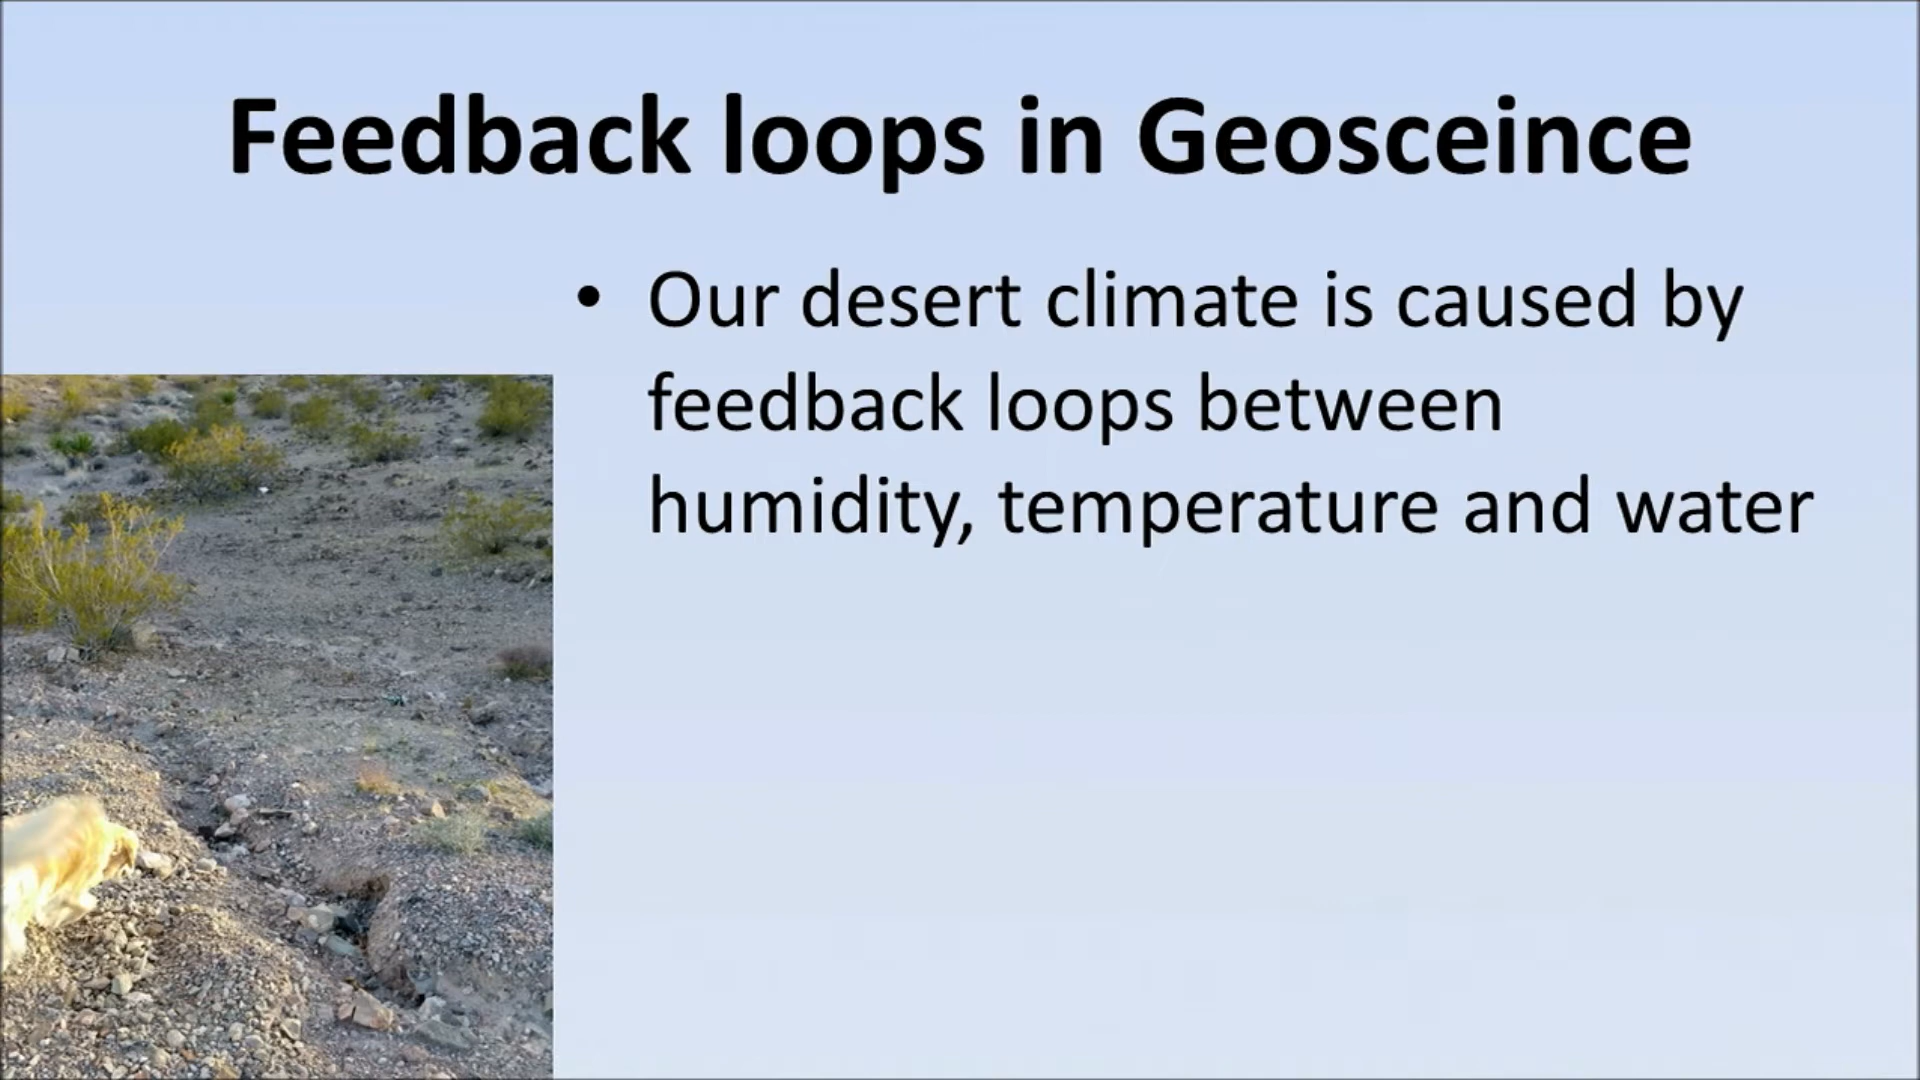 Feedback loops in Geosceince
• Our desert climate is caused by
feedback loops between
humidity, temperature and water